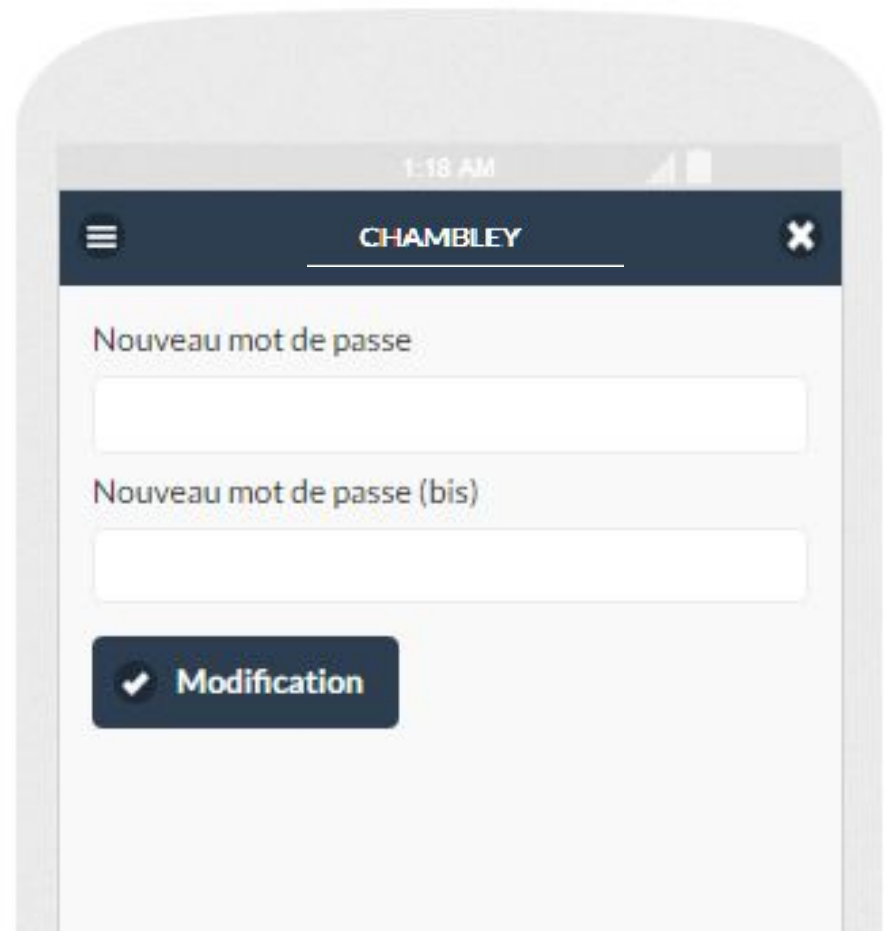 1:18 AM
CHAMBLEY
Nouveau mot de passe
Nouveau mot de passe (bis)
Modification